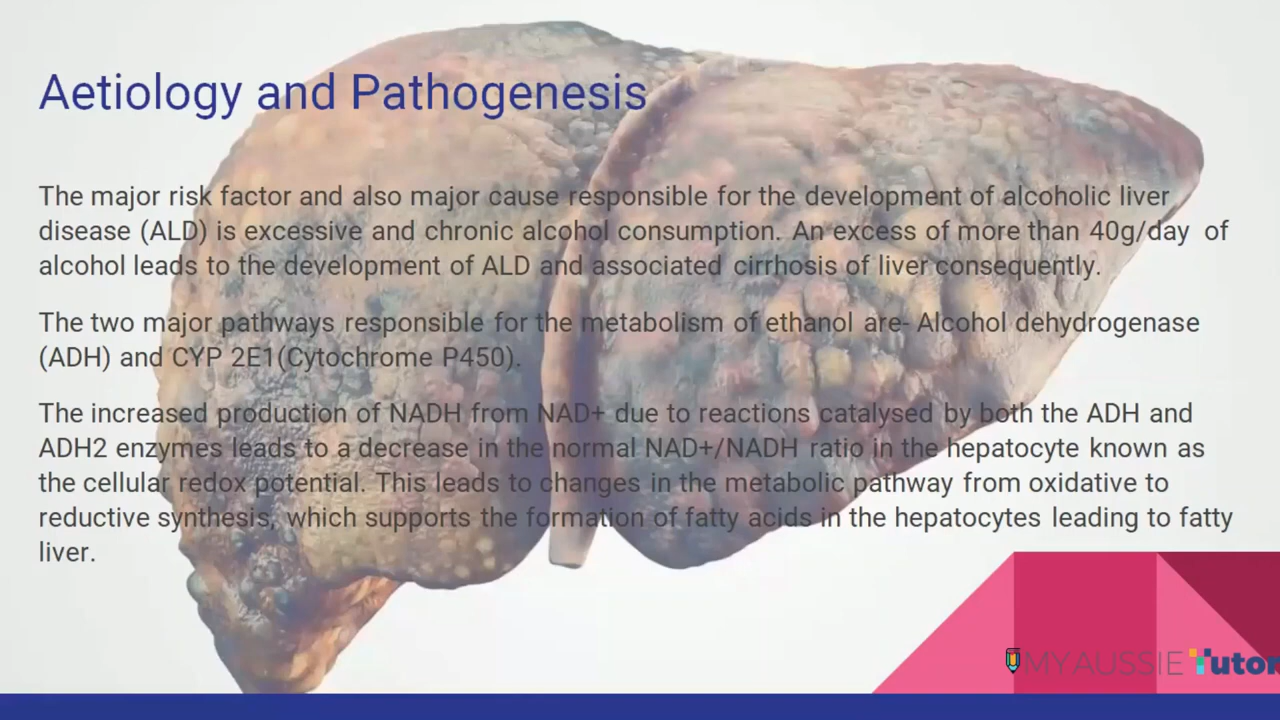 Aetiology and Pathogenesis
The major risk factor and also major cause responsible for the development of alcoholic liver
disease (ALD) is excessive and chronic alcohol consumption. An excess of more than 40g/day of
alcohol leads to the development of ALD and associated cirrhosis of liver consequently.
The two major pathways responsible for the metabolism of ethanol are- Alcohol dehydrogenase
(ADH) and CYP 2E1(Cytochrome P450).
The increased production of NADH from NAD+ due to reactions catalysed by both the ADH and
ADH2 enzymes leads to a decrease in the normal NAD+/NADH ratio in the hepatocyte known as
the cellular redox potential. This leads to changes in the metabolic pathway from oxidative to
reductive synthesis, which supports the formation of fatty acids in the hepatocytes leading to fatty
liver.
MYAUSSIE Tutor